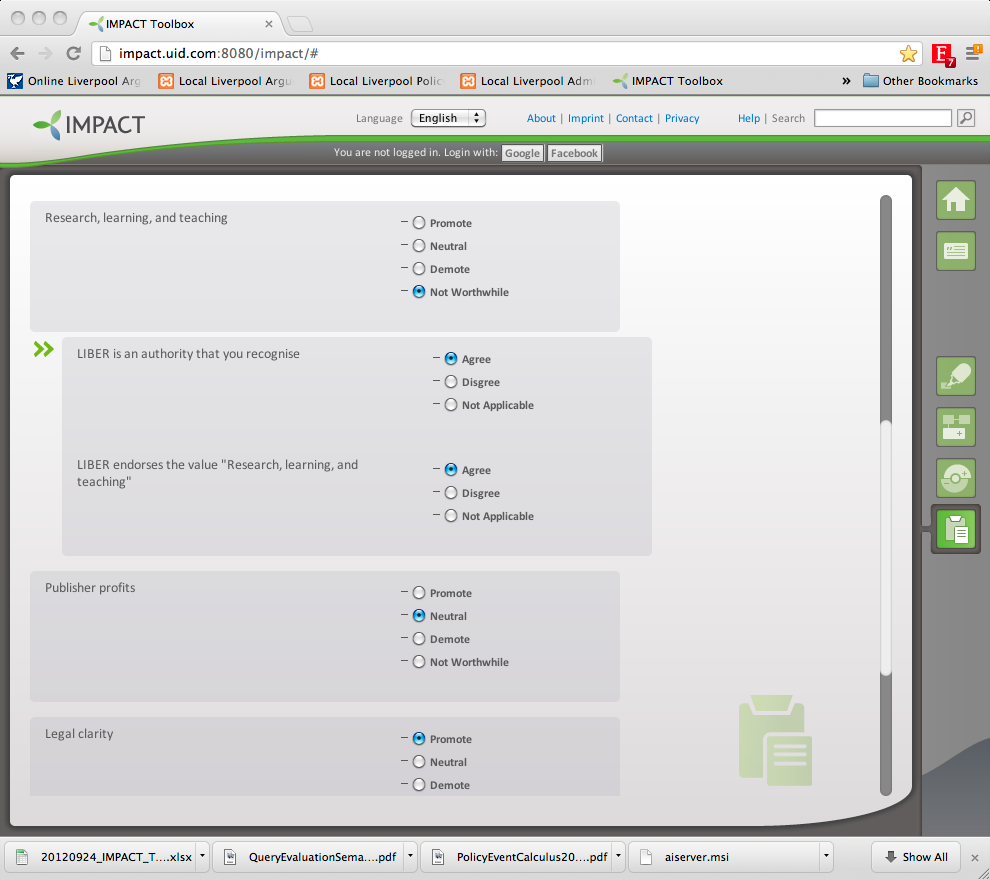 IMPACT Toolbox
impact.uid.com:8080/impact/#
7
Online Liverpool Arg Local Liverpool Argu Local Liverpool Polic Local Liverpool Adm IMPACT Toolbox » Other Bookmarks
IMPACT Language English About | Imprint | Contact | Privacy Help | Search
You are not logged in. Login with: Google Facebook
Research, learning, and teaching
Promote
Neutral
Demote
Not Worthwhile
LIBER is an authority that you recognise
Agree
Disgree
Not Applicable
LIBER endorses the value "Research, learning, and
teaching"
Agree
Disgree
Not Applicable
Publisher profits
Promote
Neutral
Demote
Not Worthwhile
Legal clarity
Promote
Neutral
Demote
20120924_IMPACT_T....xlsx QueryEvaluationSema....pdf PolicyEventCalculus20....pdf aiserver.msi Show All